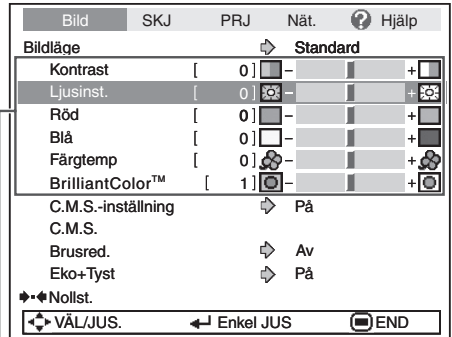 Bild SKJ PRJ Nät. Hjälp
Bildläge Standard
Kontrast [ 0] - +
Ljusinst. [ 0] - +
Röd [ 0] - +
Blå [ 0] - +
Färgtemp [ 0] - +
BrilliantColor™ [ 1] - +
C.M.S.-inställning På
C.M.S.
Brusred. Av
Eko+Tyst På
Nollst.
VÄL/JUS. Enkel JUS END